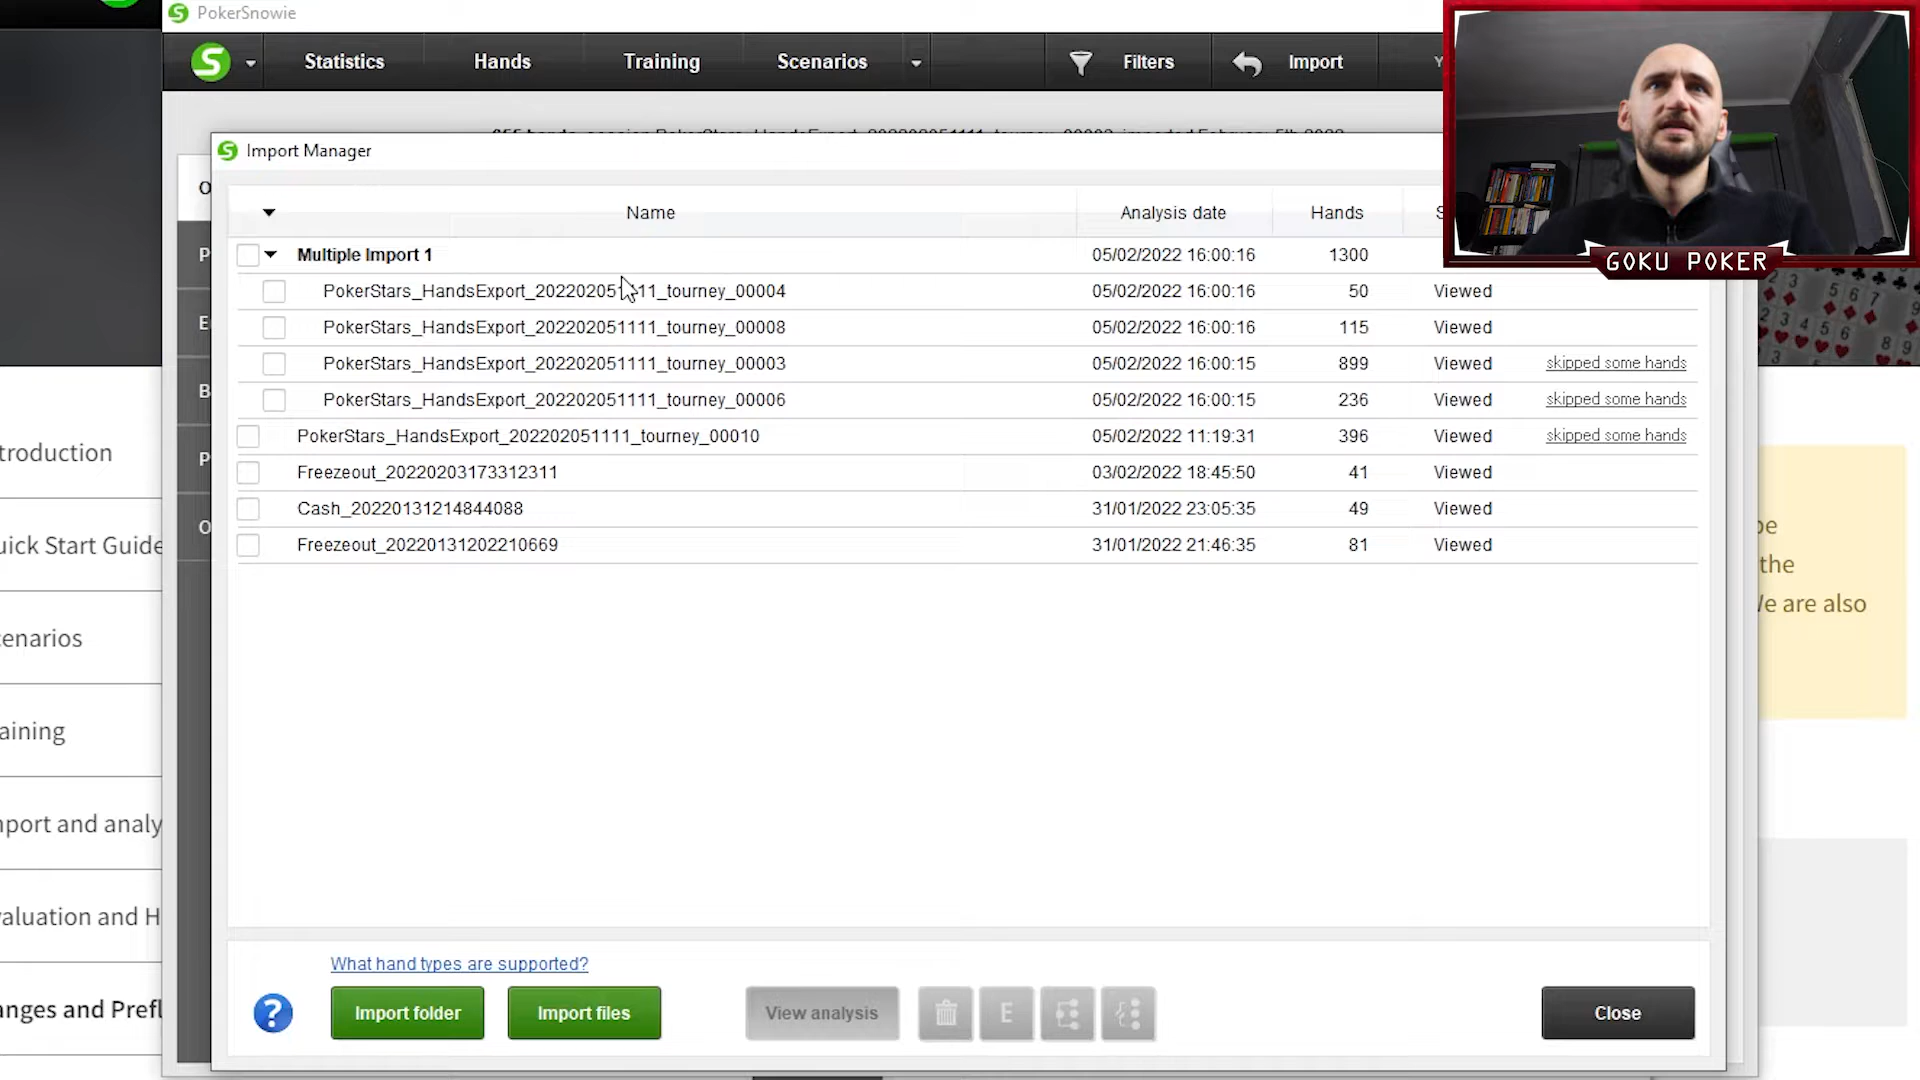 PokerSnowie
Statistics
Hands
Training
Scenarios
Filters
Import
Y
Import Manager
O
Name
Analysis date
Hands
S
GOKU POKER
P
Multiple Import 1
05/02/2022 16:00:16
1300
PokerStars_HandsExport_202202051111_tourney_00004
05/02/2022 16:00:16
50
Viewed
E
PokerStars_HandsExport_202202051111_tourney_00008
05/02/2022 16:00:16
115
Viewed
PokerStars_HandsExport_202202051111_tourney_00003
05/02/2022 16:00:15
899
Viewed
skipped some hands
B
PokerStars_HandsExport_202202051111_tourney_00006
05/02/2022 16:00:15
236
Viewed
skipped some hands
PokerStars_HandsExport_202202051111_tourney_00010
05/02/2022 11:19:31
396
Viewed
skipped some hands
P
Freezeout_20220203173312311
03/02/2022 18:45:50
41
Viewed
O
Cash_20220131214844088
31/01/2022 23:05:35
49
Viewed
Freezeout_20220131202210669
31/01/2022 21:46:35
81
Viewed
troduction
uick Start Guide
enarios
aining
nport and analy
valuation and H
anges and Prefl
be
the
We are also
What hand types are supported?
?
Import folder
Import files
View analysis
E
Close